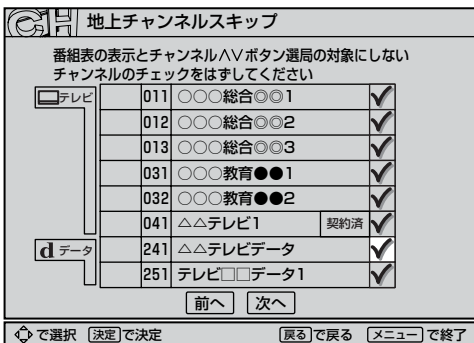 CH 地上チャンネルスキップ
番組表の表示とチャンネル∧∨ボタン選局の対象にしない
チャンネルのチェックをはずしてください
テレビ
011 ○○○総合◎◎1
012 ○○○総合◎◎2
013 ○○○総合◎◎3
031 ○○○教育●●1
032 ○○○教育●●2
041 △△テレビ1 契約済
d データ
241 △△テレビデータ
251 テレビ□□データ1
前へ 次へ
で選択 決定で決定 戻るで戻る メニューで終了